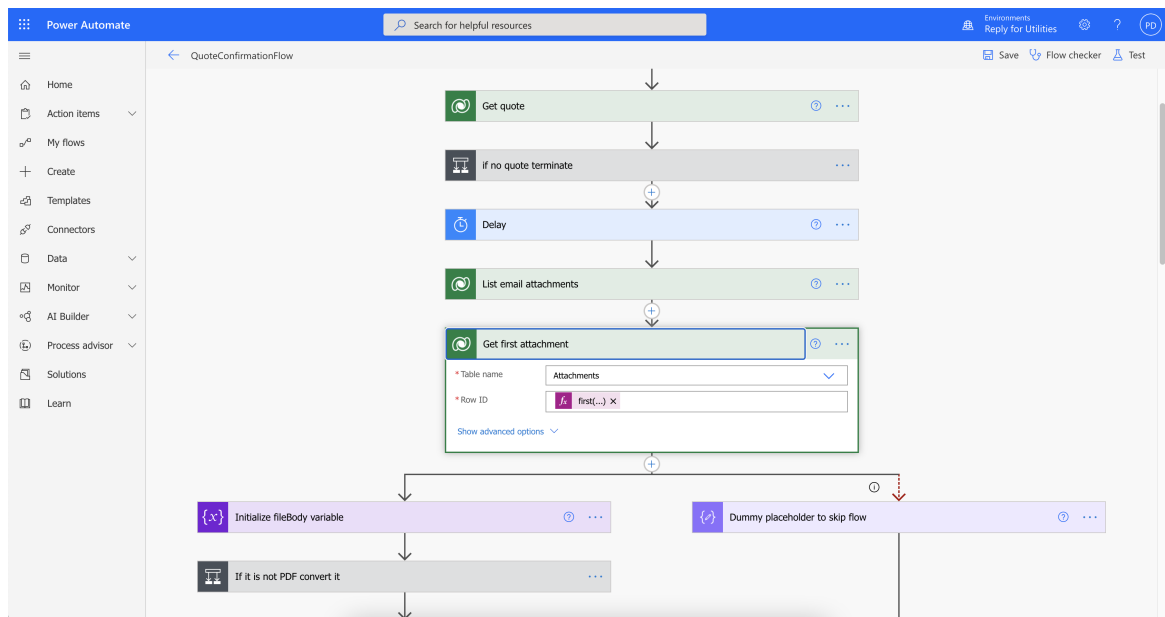 Power Automate
Search for helpful resources
Environments
Reply for Utilities
?
PD
QuoteConfirmationFlow
Save
Flow checker
Test
Home
Action items
My flows
Create
Templates
Connectors
Data
Monitor
AI Builder
Process advisor
Solutions
Learn
Get quote
if no quote terminate
Delay
List email attachments
Get first attachment
* Table name
Attachments
* Row ID
fx first(...) ×
Show advanced options
{x} Initialize fileBody variable
Dummy placeholder to skip flow
If it is not PDF convert it